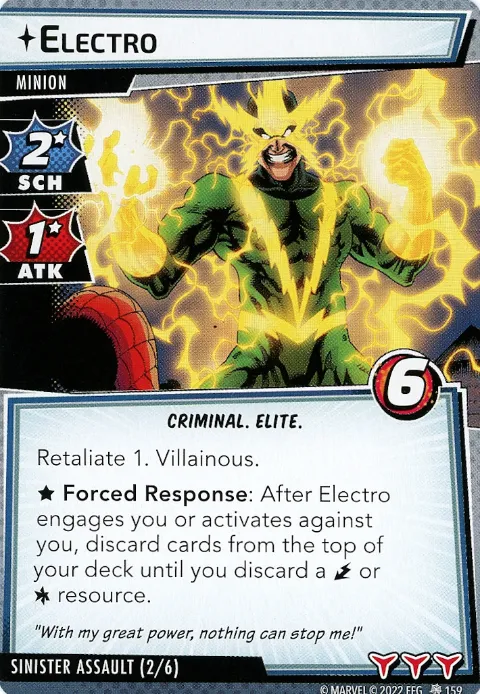 Electro
MINION
2
SCH
1
ATK
6
CRIMINAL. ELITE.
Retaliate 1. Villainous.
★ Forced Response: After Electro
engages you or activates against
you, discard cards from the top of
your deck until you discard a or
resource.
"With my great power, nothing can stop me!"
SINISTER ASSAULT (2/6)
© MARVEL © 2022 FFG 159